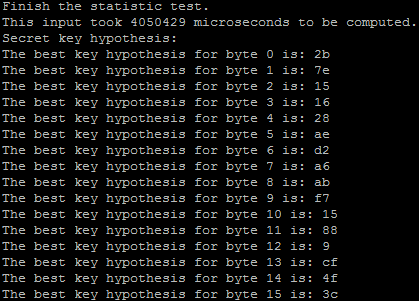 Finish the statistic test.
This input took 4050429 microseconds to be computed.
Secret key hypothesis:
The best key hypothesis for byte 0 is: 2b
The best key hypothesis for byte 1 is: 7e
The best key hypothesis for byte 2 is: 15
The best key hypothesis for byte 3 is: 16
The best key hypothesis for byte 4 is: 28
The best key hypothesis for byte 5 is: ae
The best key hypothesis for byte 6 is: d2
The best key hypothesis for byte 7 is: a6
The best key hypothesis for byte 8 is: ab
The best key hypothesis for byte 9 is: f7
The best key hypothesis for byte 10 is: 15
The best key hypothesis for byte 11 is: 88
The best key hypothesis for byte 12 is: 9
The best key hypothesis for byte 13 is: cf
The best key hypothesis for byte 14 is: 4f
The best key hypothesis for byte 15 is: 3c